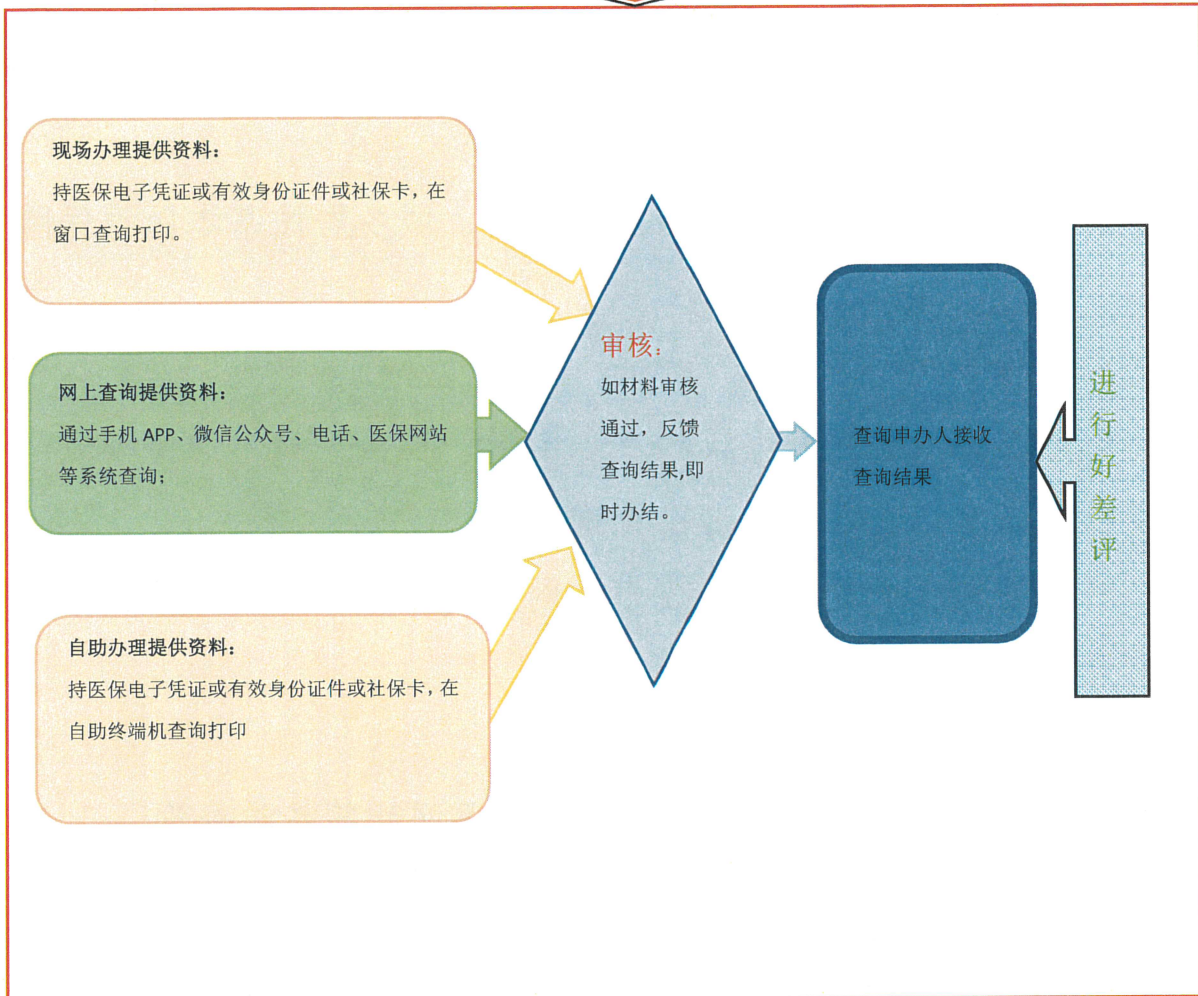 现场办理提供资料：
持医保电子凭证或有效身份证件或社保卡，在
窗口查询打印。
网上查询提供资料：
通过手机 APP、微信公众号、电话、医保网站
等系统查询；
自助办理提供资料：
持医保电子凭证或有效身份证件或社保卡，在
自助终端机查询打印
审核：
如材料审核
通过，反馈
查询结果,即
时办结。
查询申办人接收
查询结果
进行好差评